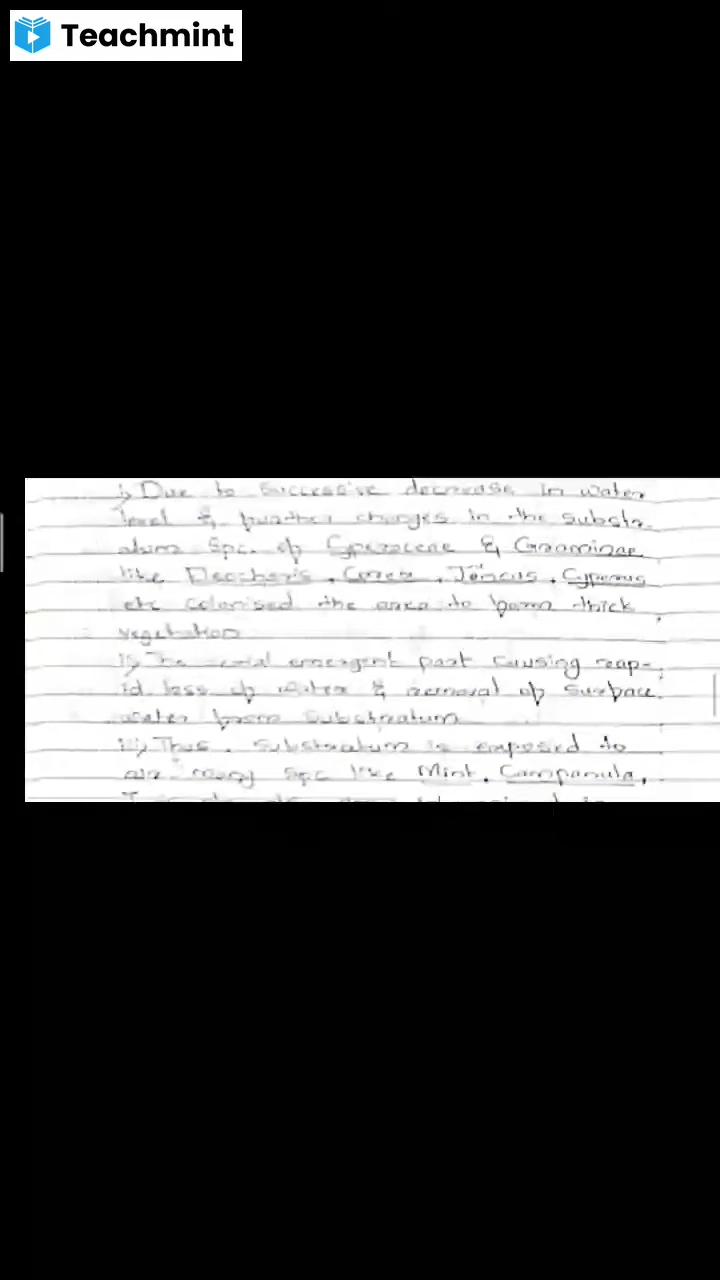 Teachmint
i) Due to successive decrease in water
level & further changes in the substr-
atum spc. of Cyperaceae & Graminae
like Eleocharis, Carex, Juncus, Cyperus
etc colonised the area to form thick
vegetation
ii) The aerial emergent part causing rap-
id loss of water & removal of surface
water from substratum
iii) Thus, substratum is exposed to
air many spc like Mint, Campanula,